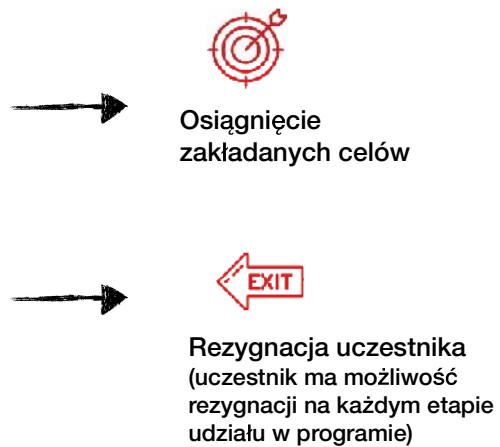 Osiągnięcie
zakładanych celów
EXIT
Rezygnacja uczestnika
(uczestnik ma możliwość
rezygnacji na każdym etapie
udziału w programie)